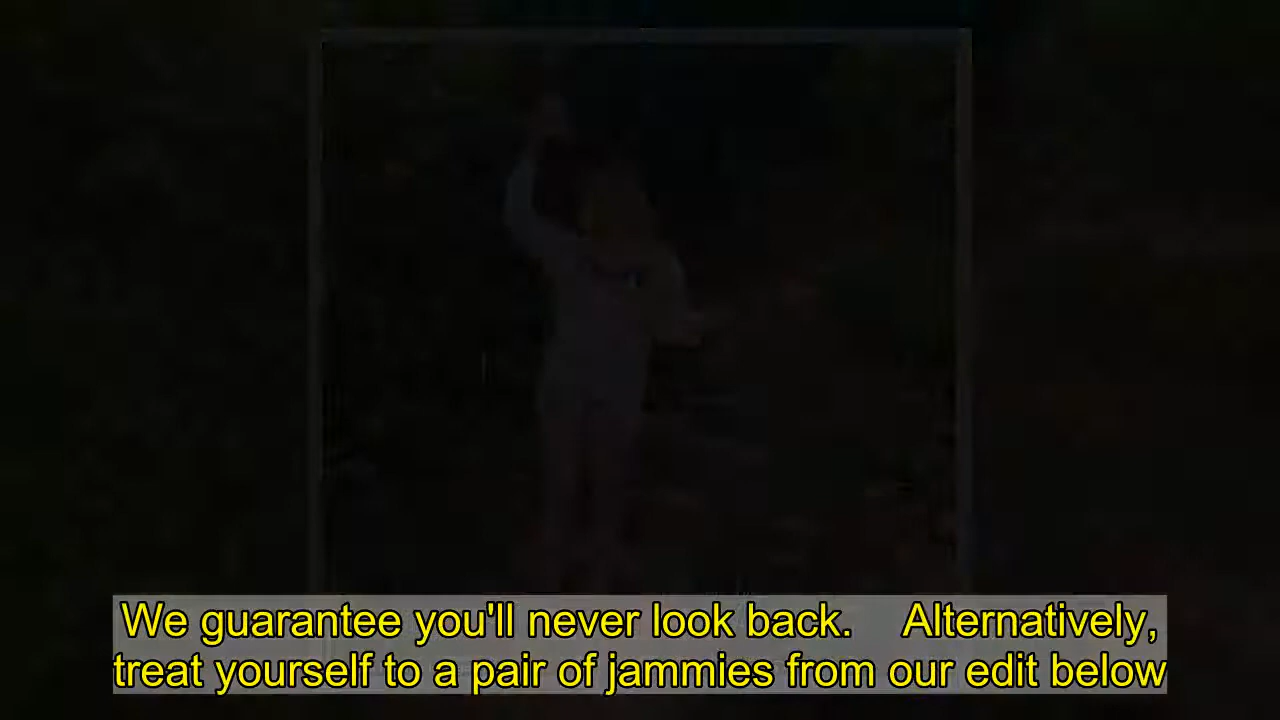 We guarantee you'll never look back. Alternatively,
treat yourself to a pair of jammies from our edit below